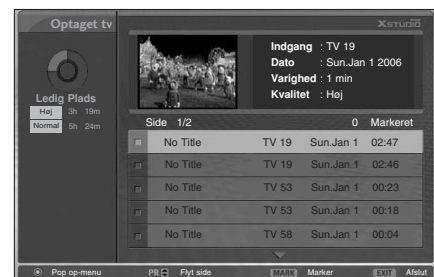 Optaget tv
XSTUDIO
Indgang : TV 19
Dato : Sun.Jan 1 2006
Varighed : 1 min
Kvalitet : Høj
Ledig Plads
Høj 3h 19m
Normal 5h 24m
Side 1/2 0 Markeret
No Title TV 19 Sun.Jan 1 02:47
No Title TV 19 Sun.Jan 1 02:46
No Title TV 53 Sun.Jan 1 00:23
No Title TV 53 Sun.Jan 1 00:18
No Title TV 58 Sun.Jan 1 00:04
Pop op-menu PR Flyt side MARK Marker EXIT Afslut